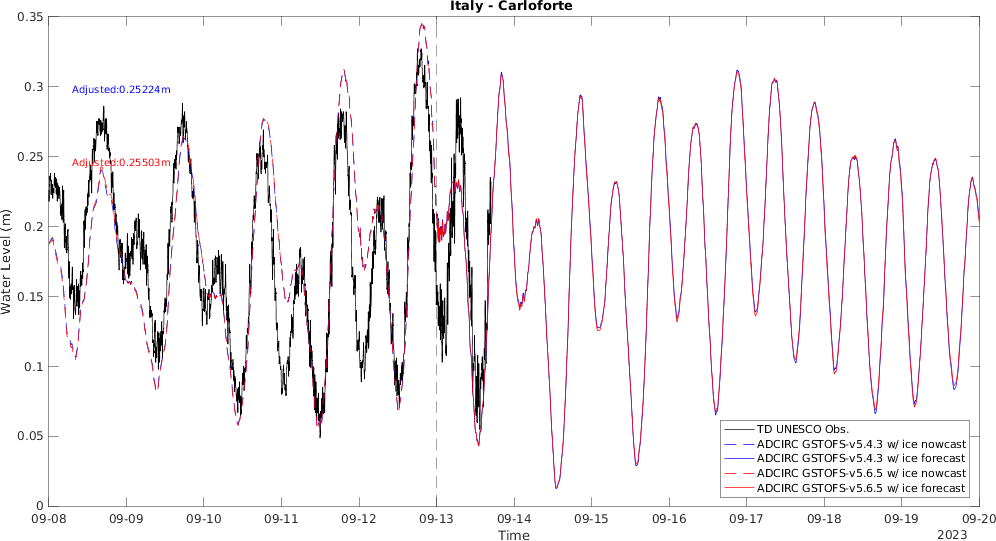 Italy - Carloforte
0.35
0.3
0.25
0.2
0.15
0.1
0.05
0
Water Level (m)
Adjusted:0.25224m
Adjusted:0.25503m
TD UNESCO Obs.
ADCIRC GSTOFS-v5.4.3 w/ ice nowcast
ADCIRC GSTOFS-v5.4.3 w/ ice forecast
ADCIRC GSTOFS-v5.6.5 w/ ice nowcast
ADCIRC GSTOFS-v5.6.5 w/ ice forecast
09-08 09-09 09-10 09-11 09-12 09-13 09-14 09-15 09-16 09-17 09-18 09-19 09-20
Time
2023